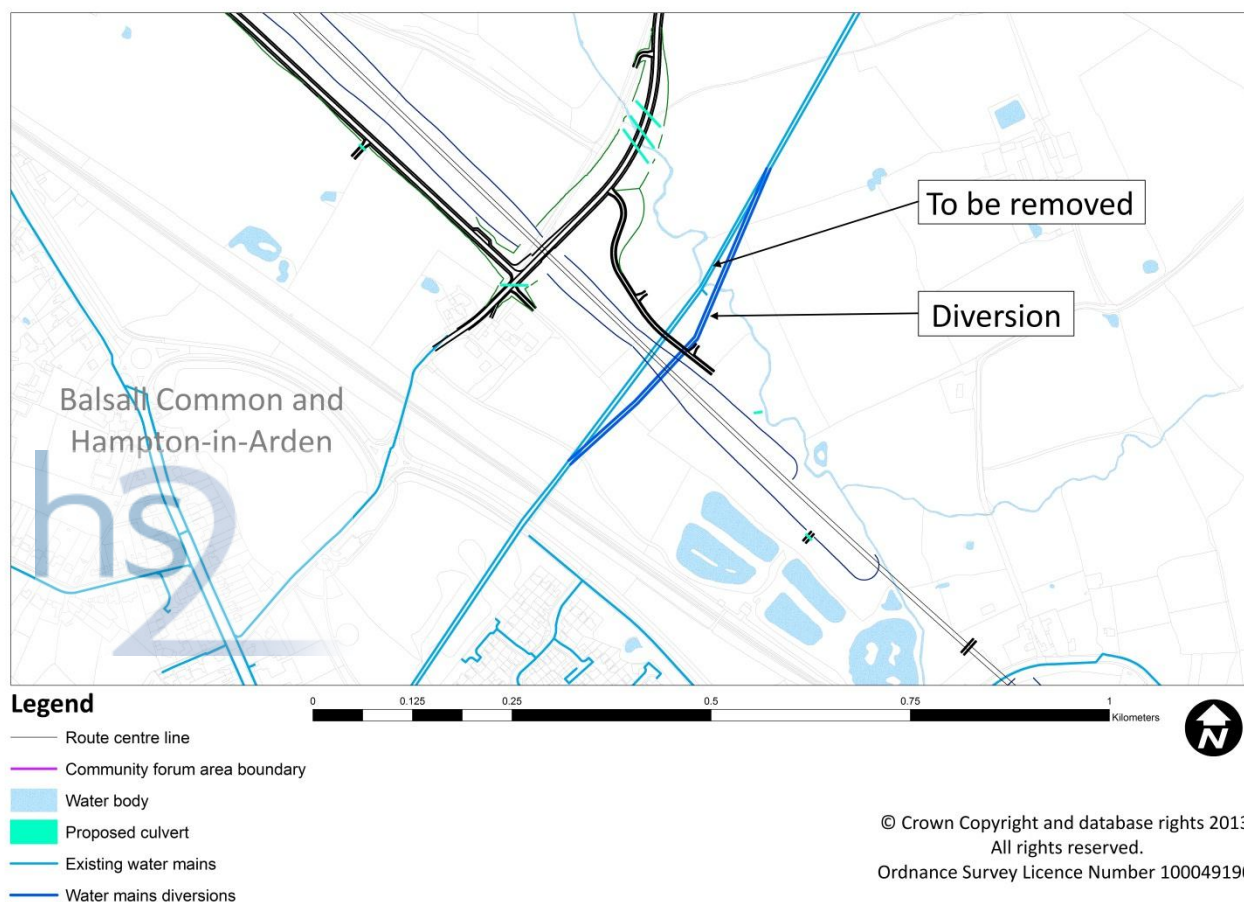 To be removed
Diversion
Balsall Common and
Hampton-in-Arden
hs2
Legend
0 0.125 0.25 0.5 0.75 1
Kilometers
N
Route centre line
Community forum area boundary
Water body
Proposed culvert
Existing water mains
Water mains diversions
© Crown Copyright and database rights 2013
All rights reserved.
Ordnance Survey Licence Number 100049190